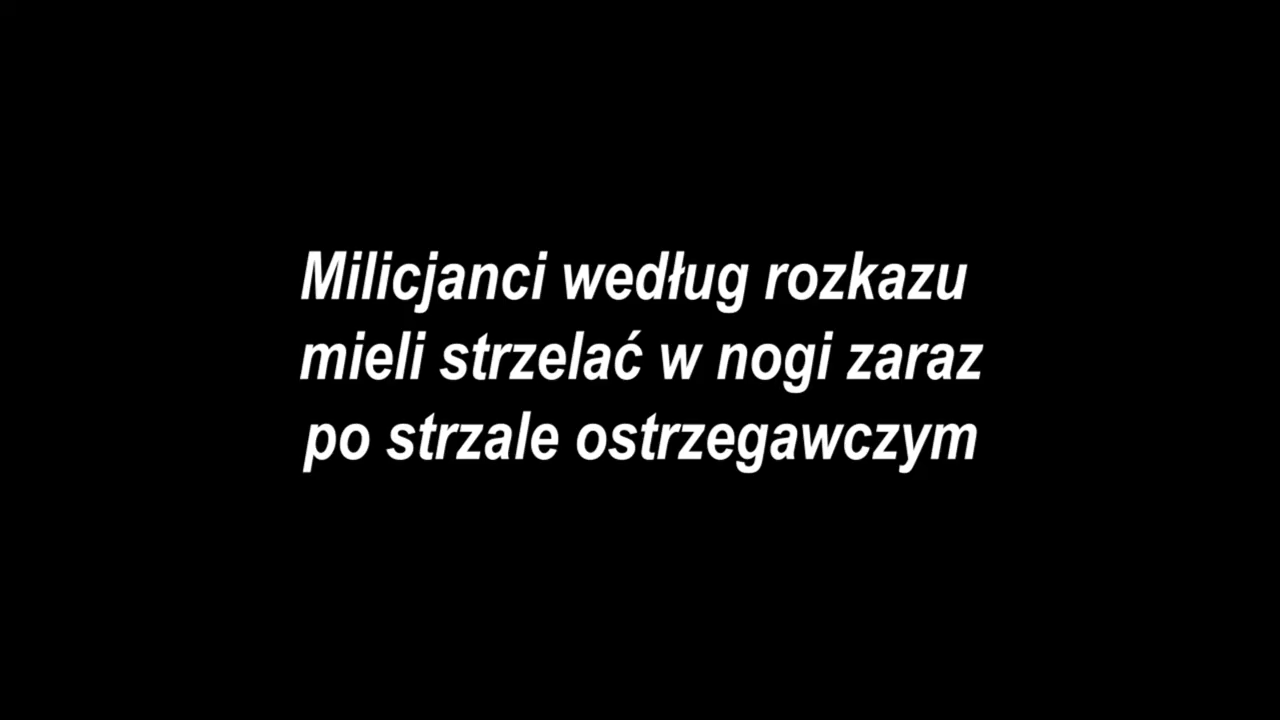 Milicjanci według rozkazu
mieli strzelać w nogi zaraz
po strzale ostrzegawczym